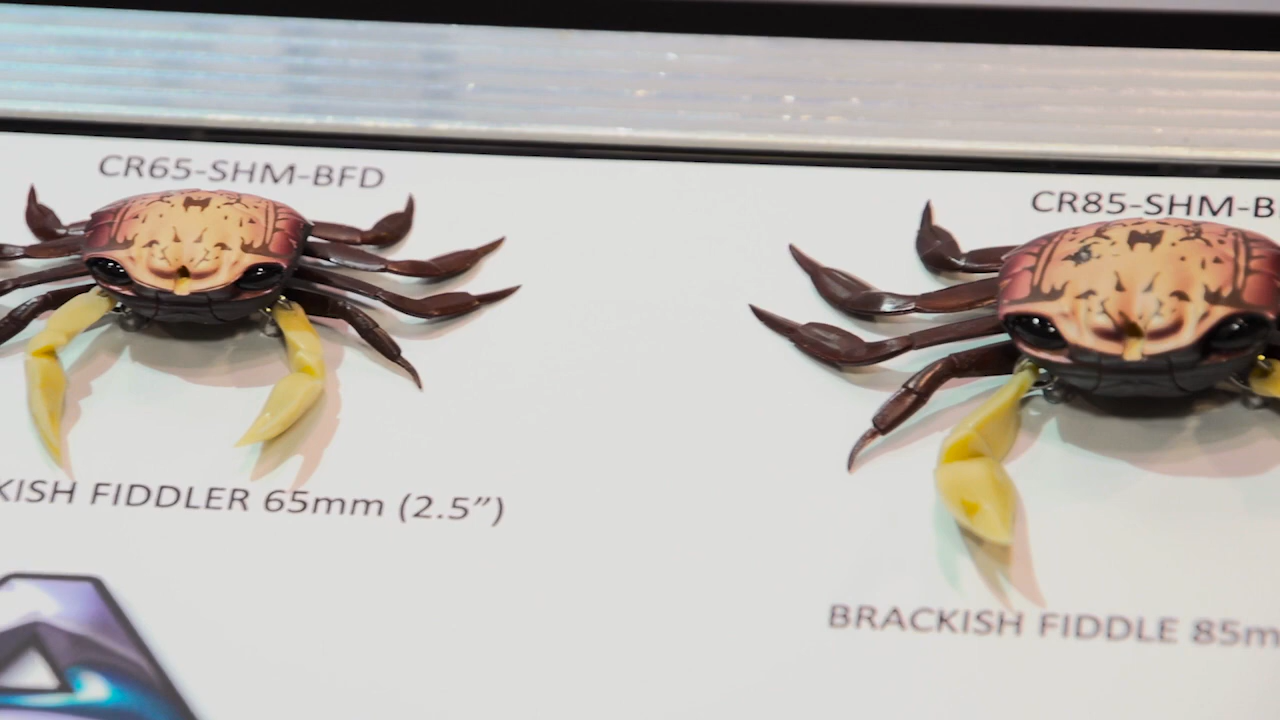 CR65-SHM-BFD
CR85-SHM-B
KISH FIDDLER 65mm (2.5”)
BRACKISH FIDDLE 85m
A